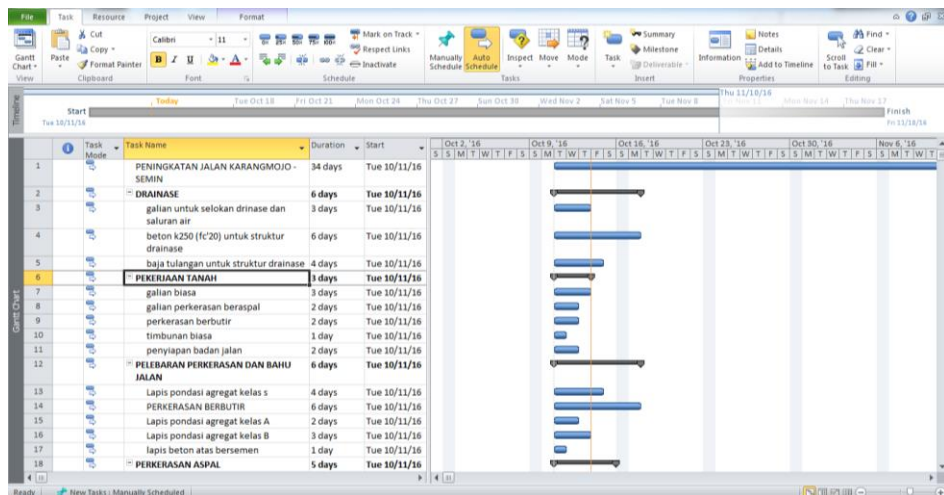 File Task Resource Project View Format
Cut
Copy
Format Painter
Paste
Gantt Chart
Calibri 11
B I U A
0% 25% 50% 75% 100%
Mark on Track
Respect Links
Inactivate
Manually Schedule
Auto Schedule
Inspect Move Mode
Task
Summary
Milestone
Deliverable
Information
Notes
Details
Add to Timeline
Scroll to Task
Find
Clear
Fill
View Clipboard Font Schedule Tasks Insert Properties Editing
Thu 11/10/16
Timeline
Today Tue Oct 18 Fri Oct 21 Mon Oct 24 Thu Oct 27 Sun Oct 30 Wed Nov 2 Sat Nov 5 Tue Nov 8 Fri Nov 11 Mon Nov 14 Thu Nov 17
Start Finish
Tue 10/11/16 Fri 11/18/16
Task Mode Task Name Duration Start
Oct 2, '16 Oct 9, '16 Oct 16, '16 Oct 23, '16 Oct 30, '16 Nov 6, '16
S S M T W T F S S M T W T F S S M T W T F S S M T W T F S S M T W T F S S M T W T
Gantt Chart
1 PENINGKATAN JALAN KARANGMOJO - SEMIN 34 days Tue 10/11/16
2 DRAINASE 6 days Tue 10/11/16
3 galian untuk selokan drinase dan saluran air 3 days Tue 10/11/16
4 beton k250 (fc'20) untuk struktur drainase 6 days Tue 10/11/16
5 baja tulangan untuk struktur drainase 4 days Tue 10/11/16
6 PEKERJAAN TANAH 3 days Tue 10/11/16
7 galian biasa 3 days Tue 10/11/16
8 galian perkerasan beraspal 2 days Tue 10/11/16
9 perkerasan berbutir 2 days Tue 10/11/16
10 timbunan biasa 1 day Tue 10/11/16
11 penyiapan badan jalan 2 days Tue 10/11/16
12 PELEBARAN PERKERASAN DAN BAHU JALAN 6 days Tue 10/11/16
13 Lapis pondasi agregat kelas s 4 days Tue 10/11/16
14 PERKERASAN BERBUTIR 6 days Tue 10/11/16
15 Lapis pondasi agregat kelas A 2 days Tue 10/11/16
16 Lapis pondasi agregat kelas B 3 days Tue 10/11/16
17 lapis beton atas bersemen 1 day Tue 10/11/16
18 PERKERASAN ASPAL 5 days Tue 10/11/16
Ready New Tasks : Manually Scheduled